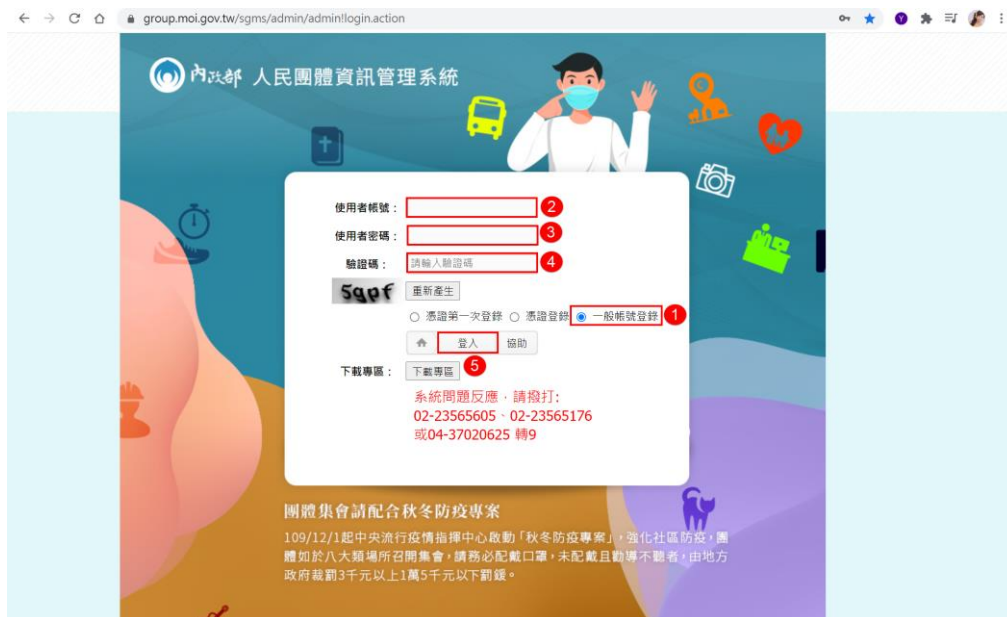 group.moi.gov.tw/sgms/admin/admin!login.action
Y
內政部 人民團體資訊管理系統
使用者帳號： 2
使用者密碼： 3
驗證碼： 請輸入驗證碼 4
5gpf 重新產生
憑證第一次登錄 憑證登錄 一般帳號登錄 1
登入 協助
下載專區： 下載專區 5
系統問題反應，請撥打:
02-23565605、02-23565176
或04-37020625 轉9
團體集會請配合秋冬防疫專案
109/12/1起中央流行疫情指揮中心啟動「秋冬防疫專案」，強化社區防疫，團
體如於八大類場所召開集會，請務必配戴口罩，未配戴且勸導不聽者，由地方
政府裁罰3千元以上1萬5千元以下罰鍰。